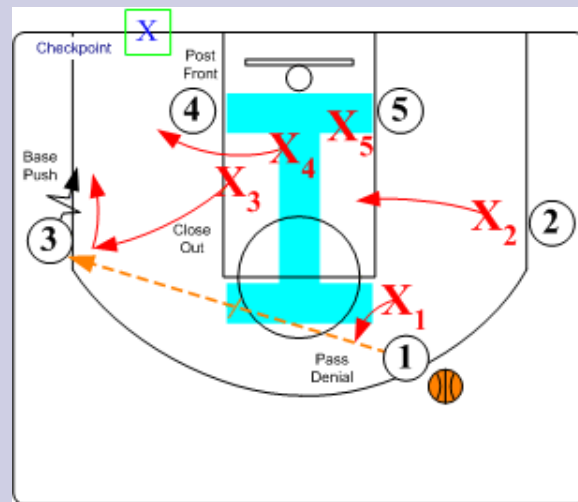 X
Checkpoint
Post
Front
4
5
X5
X4
Base
Push
X3
X2
2
3
Close
Out
X1
1
Pass
Denial